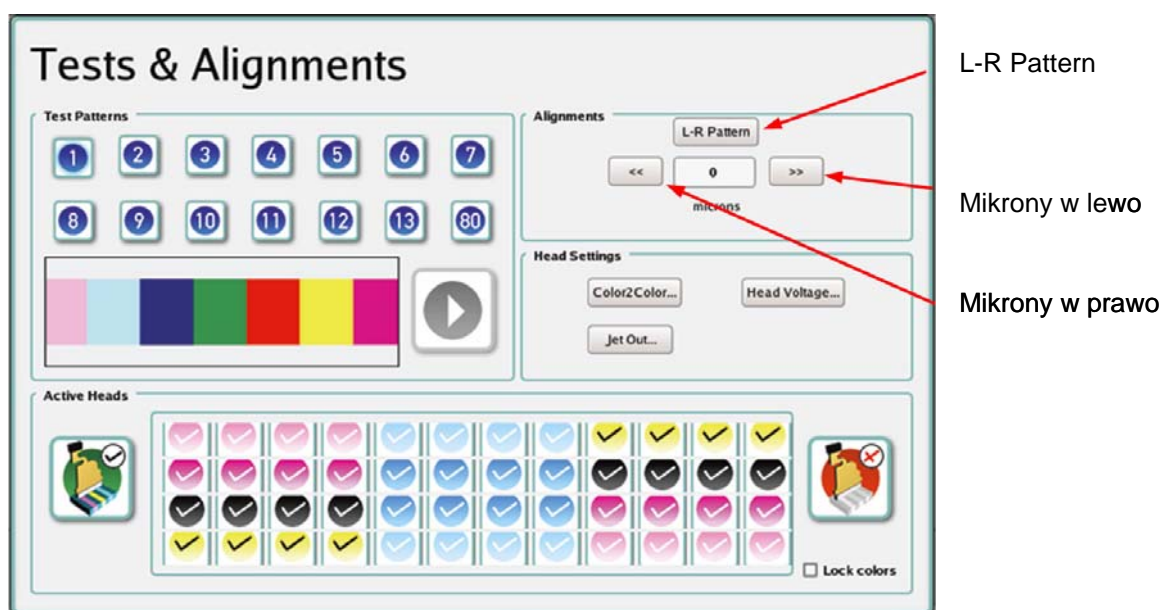 Tests & Alignments
Test Patterns
1 2 3 4 5 6 7
8 9 10 11 12 13 80
Alignments
L-R Pattern
<< 0 >>
microns
Head Settings
Color2Color... Head Voltage...
Jet Out...
Active Heads
Lock colors
L-R Pattern
Mikrony w lewo
Mikrony w prawo